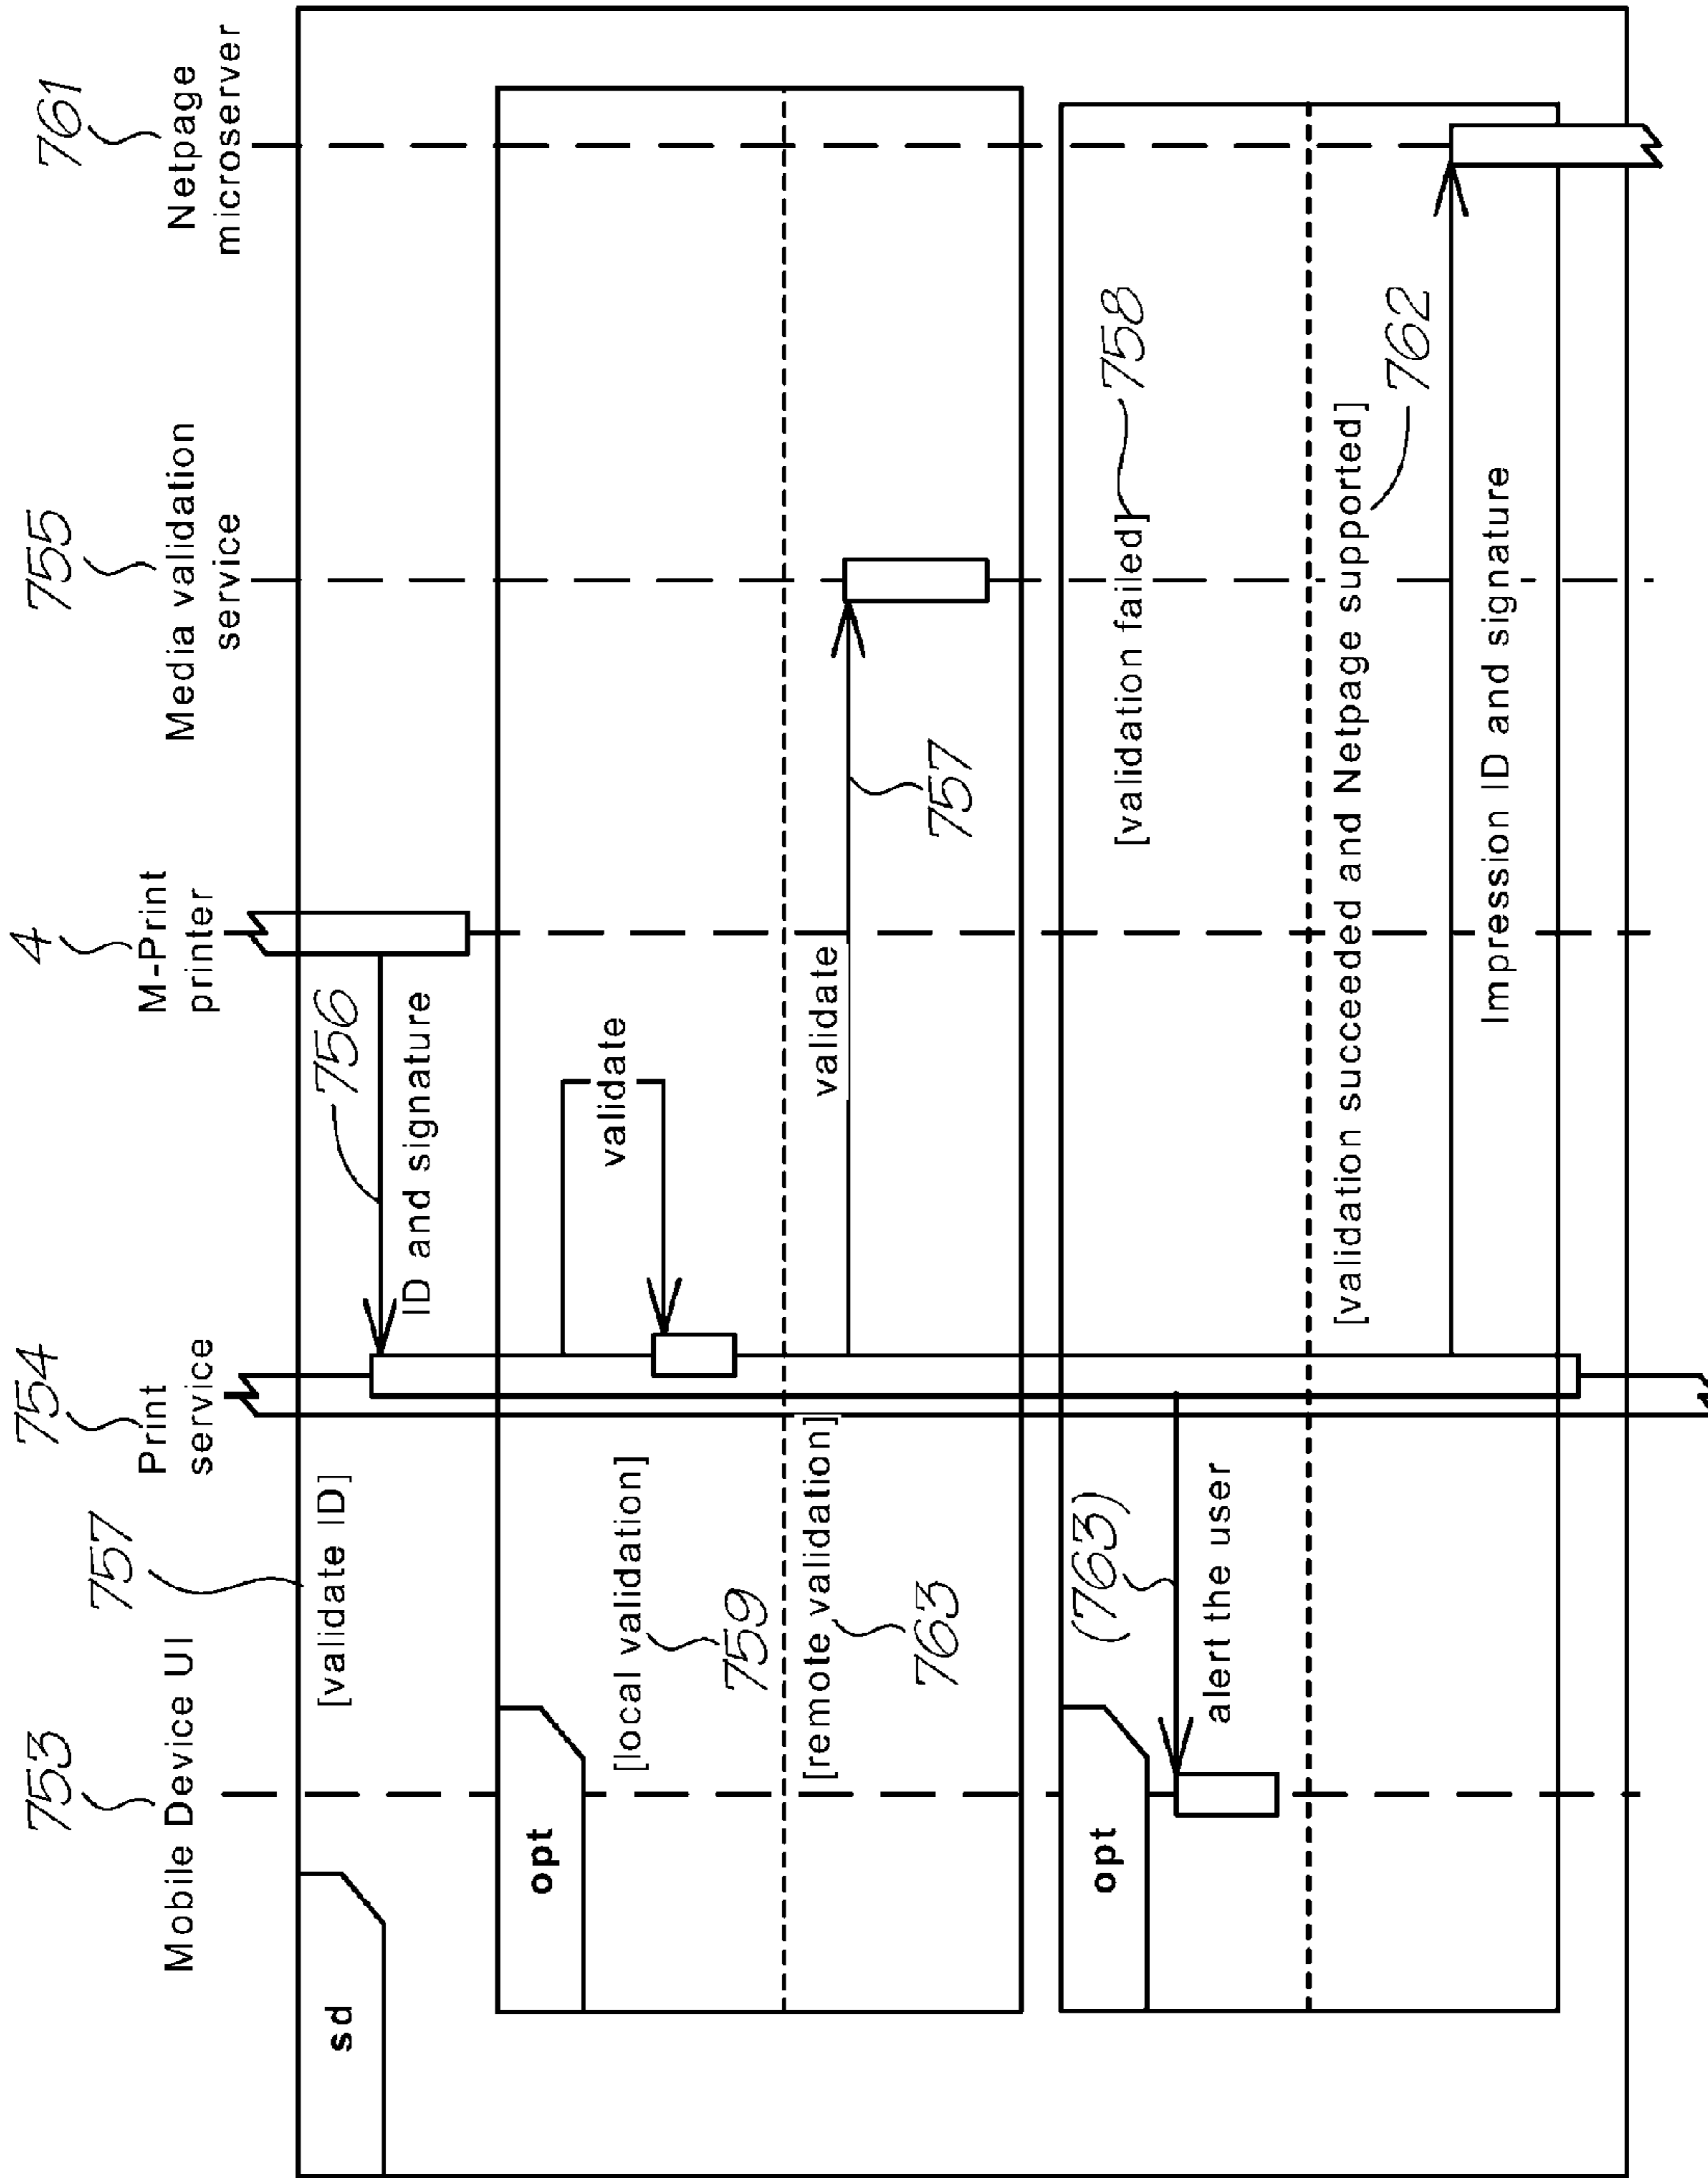 753
754
4
755
761
Mobile Device UI
757
Print
service
M-Print
printer
Media validation
service
Netpage
microserver
sd
[validate ID]
756
ID and signature
opt
[local validation]
759
validate
[remote validation]
763
validate
757
opt
(763)
alert the user
[validation failed]
758
[validation succeeded and Netpage supported]
762
Impression ID and signature